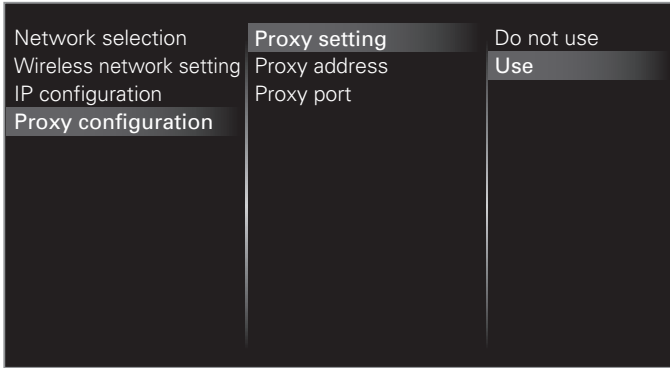 Network selection
Wireless network setting
IP configuration
Proxy configuration
Proxy setting
Proxy address
Proxy port
Do not use
Use